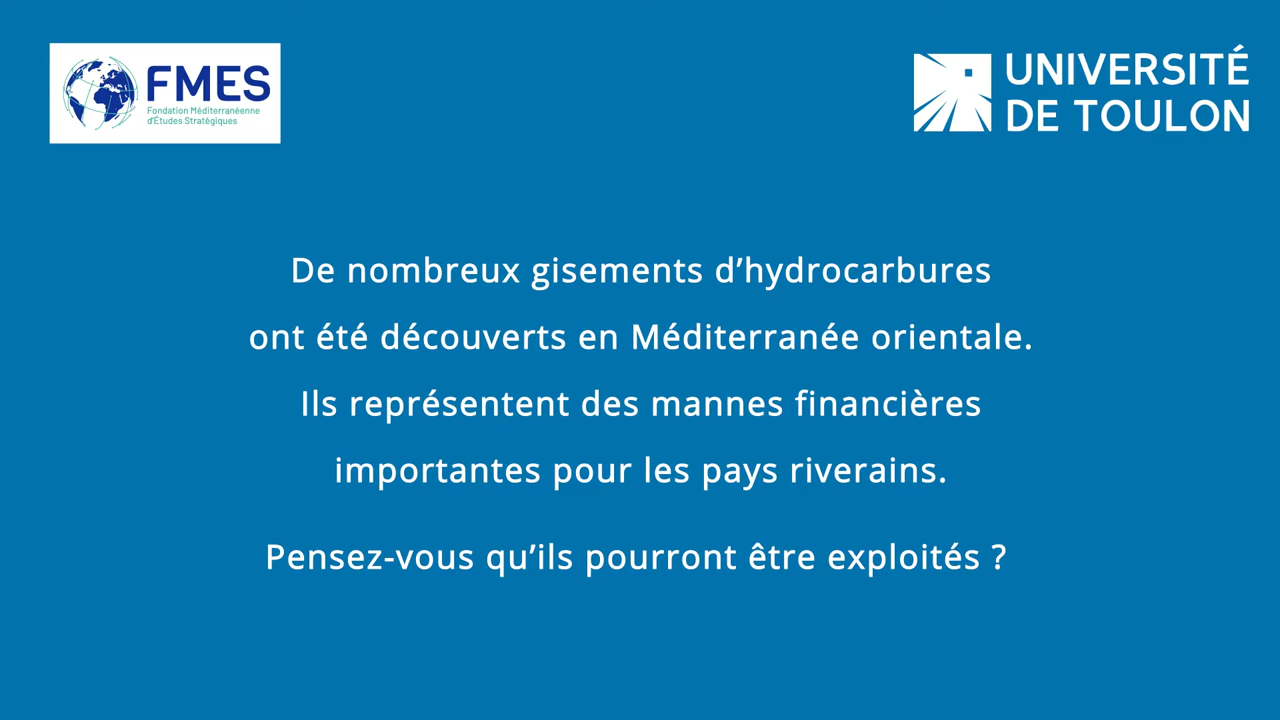 FMES
Fondation Méditerranéenne
d'Études Stratégiques
UNIVERSITÉ
DE TOULON
De nombreux gisements d’hydrocarbures
ont été découverts en Méditerranée orientale.
Ils représentent des mannes financières
importantes pour les pays riverains.
Pensez-vous qu’ils pourront être exploités ?